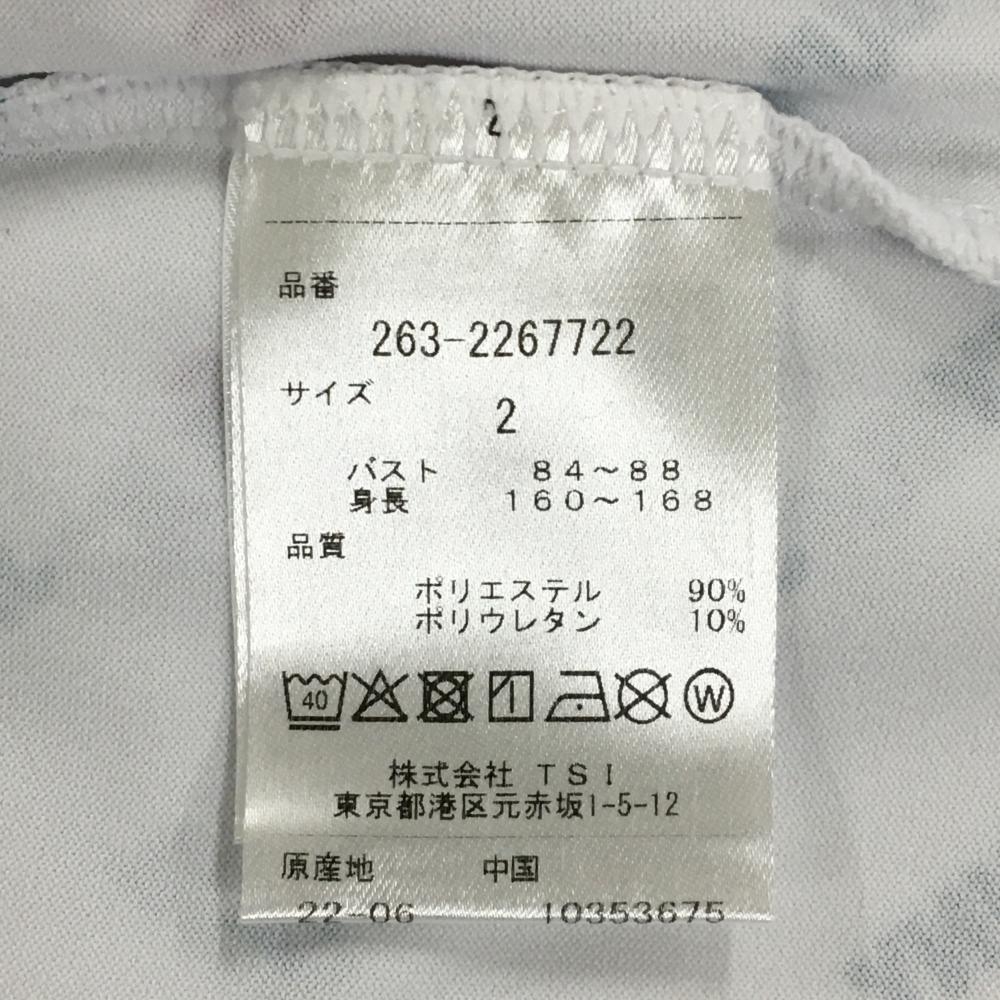 2
品番
263-2267722
サイズ
2
バスト 84～88
身長 160～168
品質
ポリエステル 90%
ポリウレタン 10%
40 W
株式会社 TSI
東京都港区元赤坂1-5-12
原産地 中国
22-06 10353675